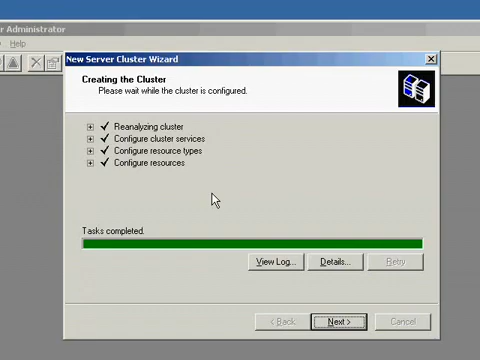 r Administrator
Help
New Server Cluster Wizard
Creating the Cluster
Please wait while the cluster is configured.
Reanalyzing cluster
Configure cluster services
Configure resource types
Configure resources
Tasks completed.
View Log... Details... Retry
< Back Next > Cancel